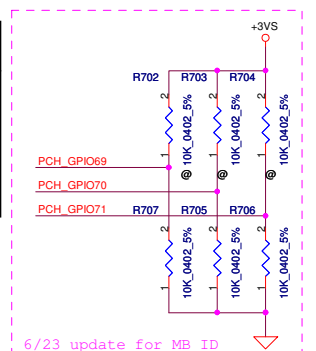 +3VS
R702 R703 R704
2 2 2
10K_0402_5% 10K_0402_5% 10K_0402_5%
1 1 1
@ @ @
PCH_GPIO69
PCH_GPIO70
PCH_GPIO71
R707 R705 R706
2 2 2
10K_0402_5% 10K_0402_5% 10K_0402_5%
1 1 1
6/23 update for MB ID